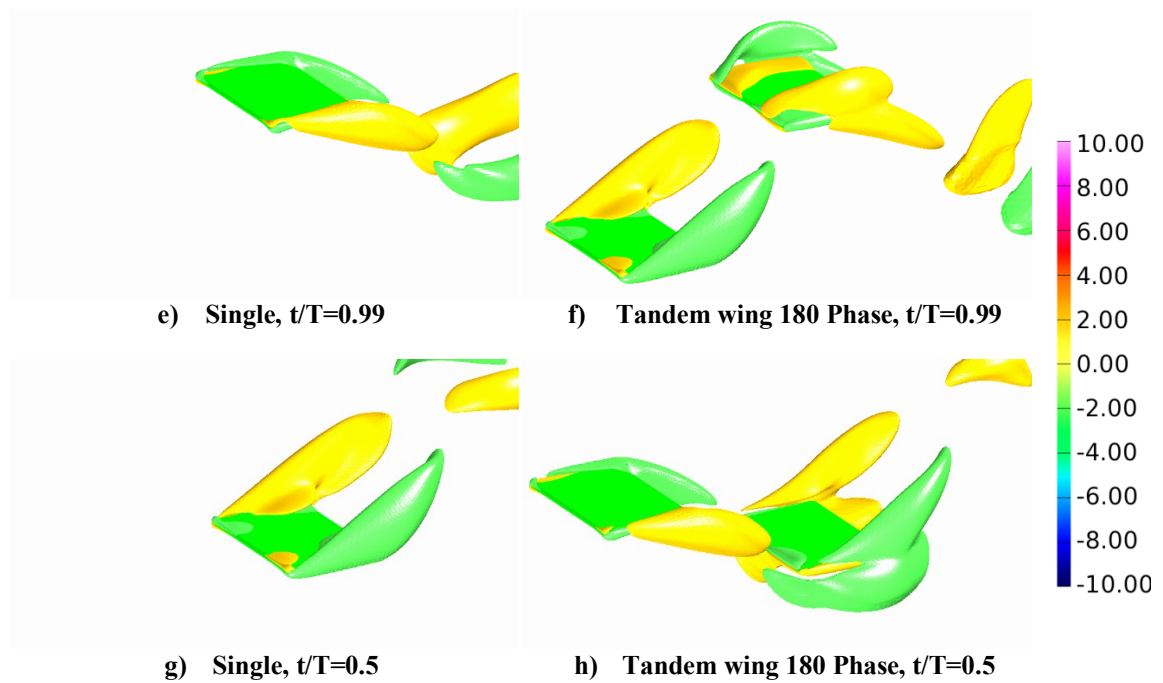 e) Single, t/T=0.99
f) Tandem wing 180 Phase, t/T=0.99
g) Single, t/T=0.5
h) Tandem wing 180 Phase, t/T=0.5
10.00
8.00
6.00
4.00
2.00
0.00
-2.00
-4.00
-6.00
-8.00
-10.00